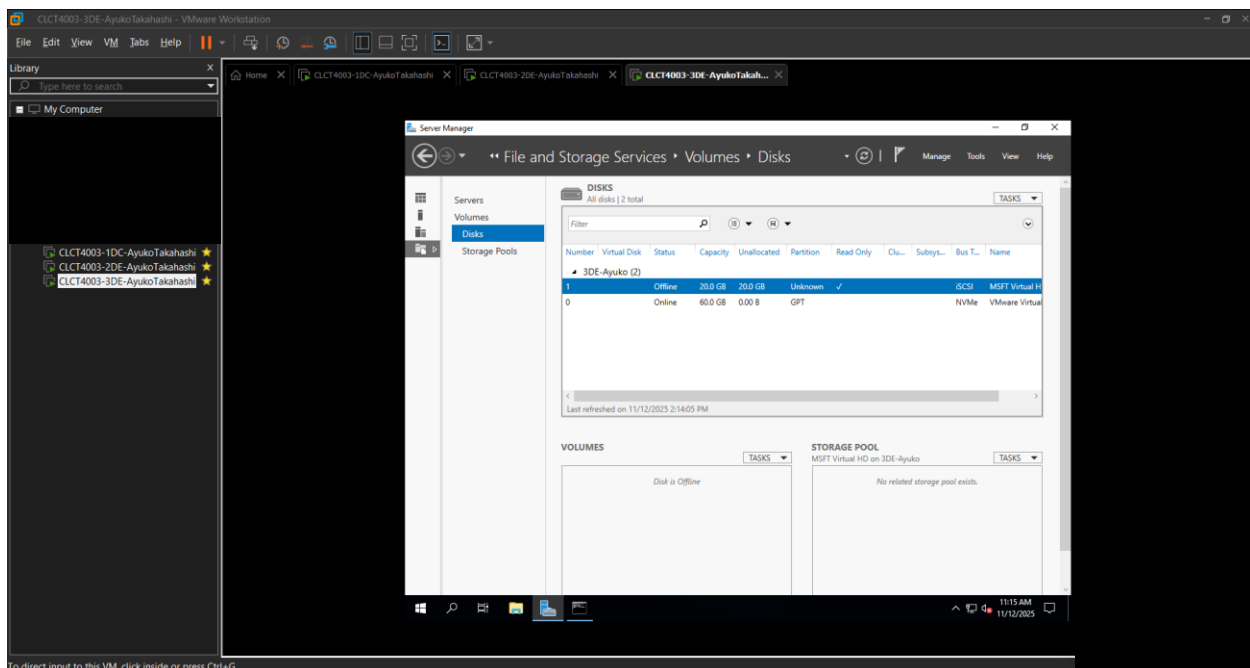 CLCT4003-3DE-AyukoTakahashi - VMware Workstation
File Edit View VM Tabs Help
Library
Type here to search
Home CLCT4003-1DC-AyukoTakahashi CLCT4003-2DE-AyukoTakahashi CLCT4003-3DE-AyukoTakah...
My Computer
CLCT4003-1DC-AyukoTakahashi
CLCT4003-2DE-AyukoTakahashi
CLCT4003-3DE-AyukoTakahashi
Server Manager
File and Storage Services Volumes Disks Manage Tools View Help
Servers
Volumes
Disks
Storage Pools
DISKS
All disks | 2 total
TASKS
Filter
Number Virtual Disk Status Capacity Unallocated Partition Read Only Clu... Subsys... Bus T... Name
3DE-Ayuko (2)
1 Offline 20.0 GB 20.0 GB Unknown ✓ iSCSI MSFT Virtual H
0 Online 60.0 GB 0.00 B GPT NVMe VMware Virtual
Last refreshed on 11/12/2025 2:14:05 PM
VOLUMES
TASKS
Disk is Offline
STORAGE POOL
MSFT Virtual HD on 3DE-Ayuko
TASKS
No related storage pool exists.
11:15 AM
11/12/2025
To direct input to this VM, click inside or press Ctrl+G.